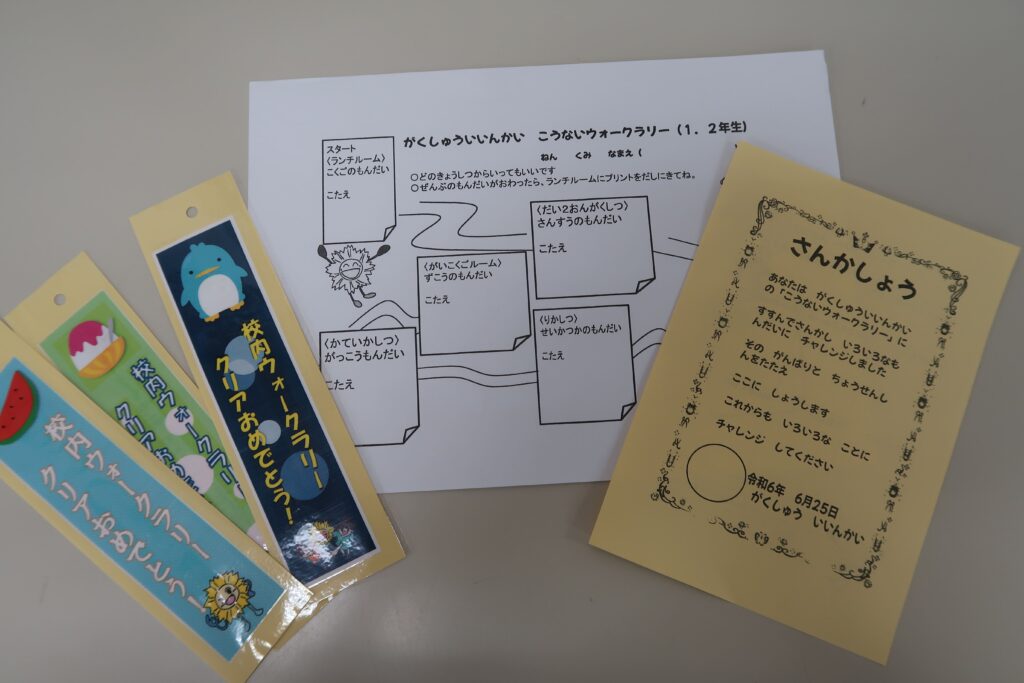 がくしゅういいんかい こうないウォークラリー（1．2年生）
ねん くみ なまえ（
○どのきょうしつからいってもいいです
○ぜんぶのもんだいがおわったら、ランチルームにプリントをだしにきてね。
スタート
〈ランチルーム〉
こくごのもんだい
こたえ
〈だい2おんがくしつ〉
さんすうのもんだい
こたえ
〈がいこくごルーム〉
ずこうのもんだい
こたえ
〈かていかしつ〉
がっこうもんだい
こたえ
〈りかしつ〉
せいかつかのもんだい
こたえ
さんかしょう
あなたは がくしゅういいんかい
の「こうないウォークラリー」に
すすんでさんかし いろいろなも
んだいに チャレンジしました
その がんばりと ちょうせんし
んをたたえ
ここに しょうします
これからも いろいろな ことに
チャレンジ してください
令和6年 6月25日
がくしゅう いいんかい
校内ウォークラリー
クリアおめでとう！
校内ウォークラリー
クリアおめ
校内ウォークラリー
クリアおめでとう！